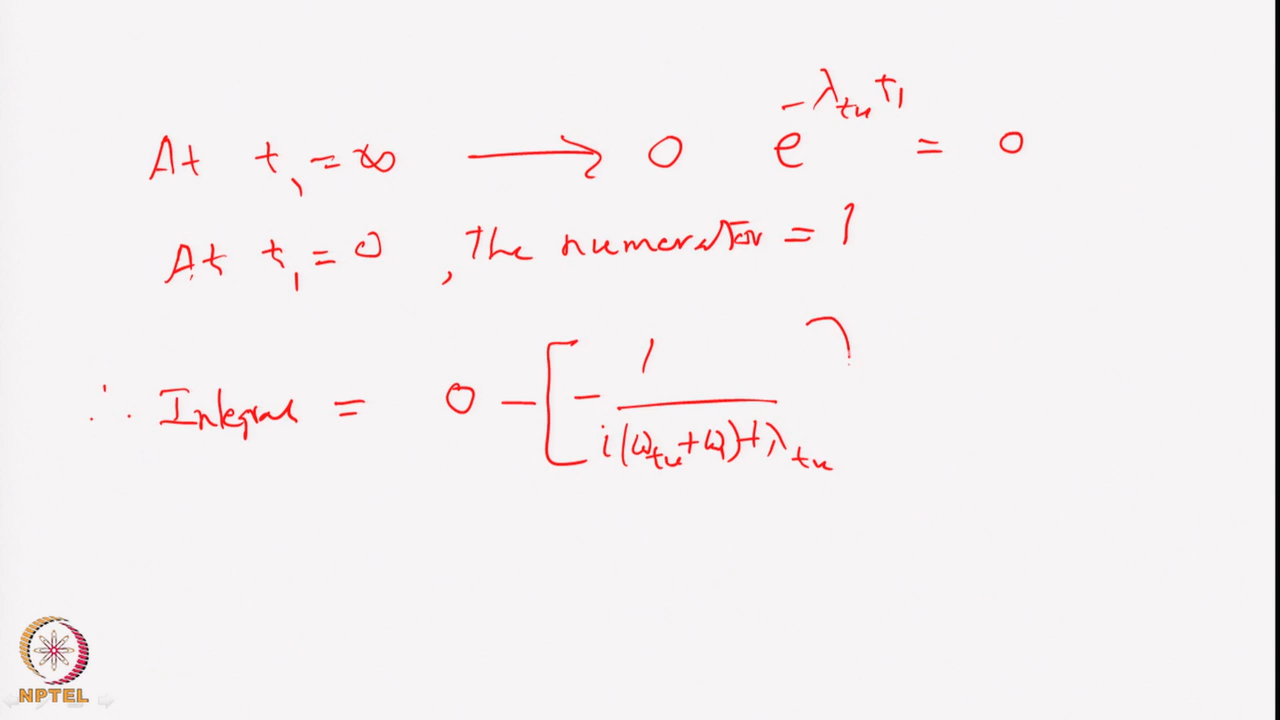 At t₁ = ∞ ⟶ 0 e^{-λ_{tu} t₁} = 0
At t₁ = 0 , The numerator = 1
∴ Integral = 0 - [ - 1 / (i(ω_{tu} + ω) + λ_{tu})
NPTEL